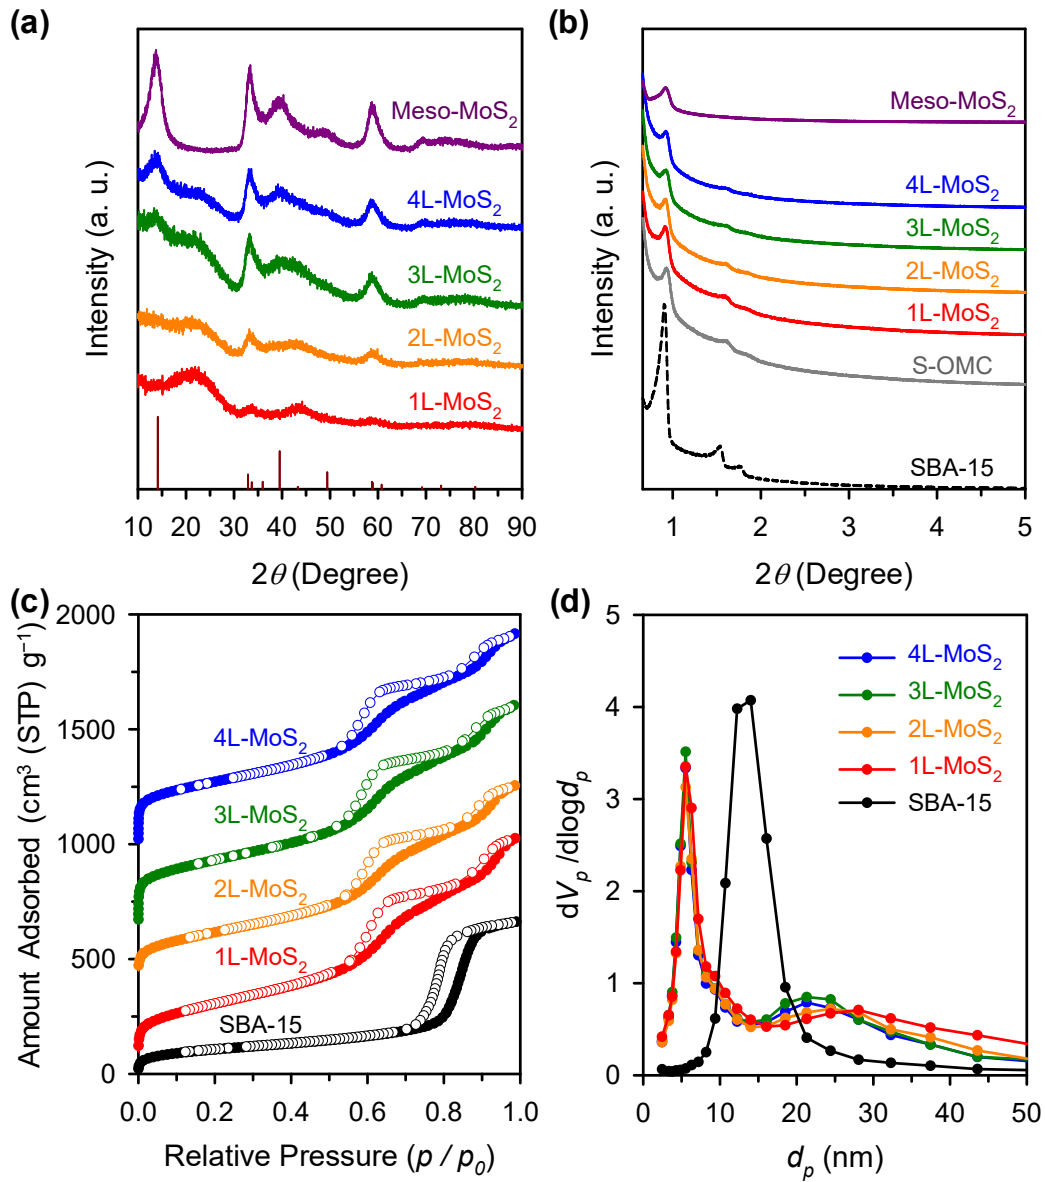 (a)
Intensity (a. u.)
Meso-MoS2
4L-MoS2
3L-MoS2
2L-MoS2
1L-MoS2
10 20 30 40 50 60 70 80 90
2θ (Degree)
(b)
Intensity (a. u.)
Meso-MoS2
4L-MoS2
3L-MoS2
2L-MoS2
1L-MoS2
S-OMC
SBA-15
1 2 3 4 5
2θ (Degree)
(c)
Amount Adsorbed (cm³ (STP) g⁻¹)
2000
1500
1000
500
0
4L-MoS2
3L-MoS2
2L-MoS2
1L-MoS2
SBA-15
0.0 0.2 0.4 0.6 0.8 1.0
Relative Pressure (p / p0)
(d)
dVp /dlogdp
5
4
3
2
1
0
4L-MoS2
3L-MoS2
2L-MoS2
1L-MoS2
SBA-15
0 10 20 30 40 50
dp (nm)